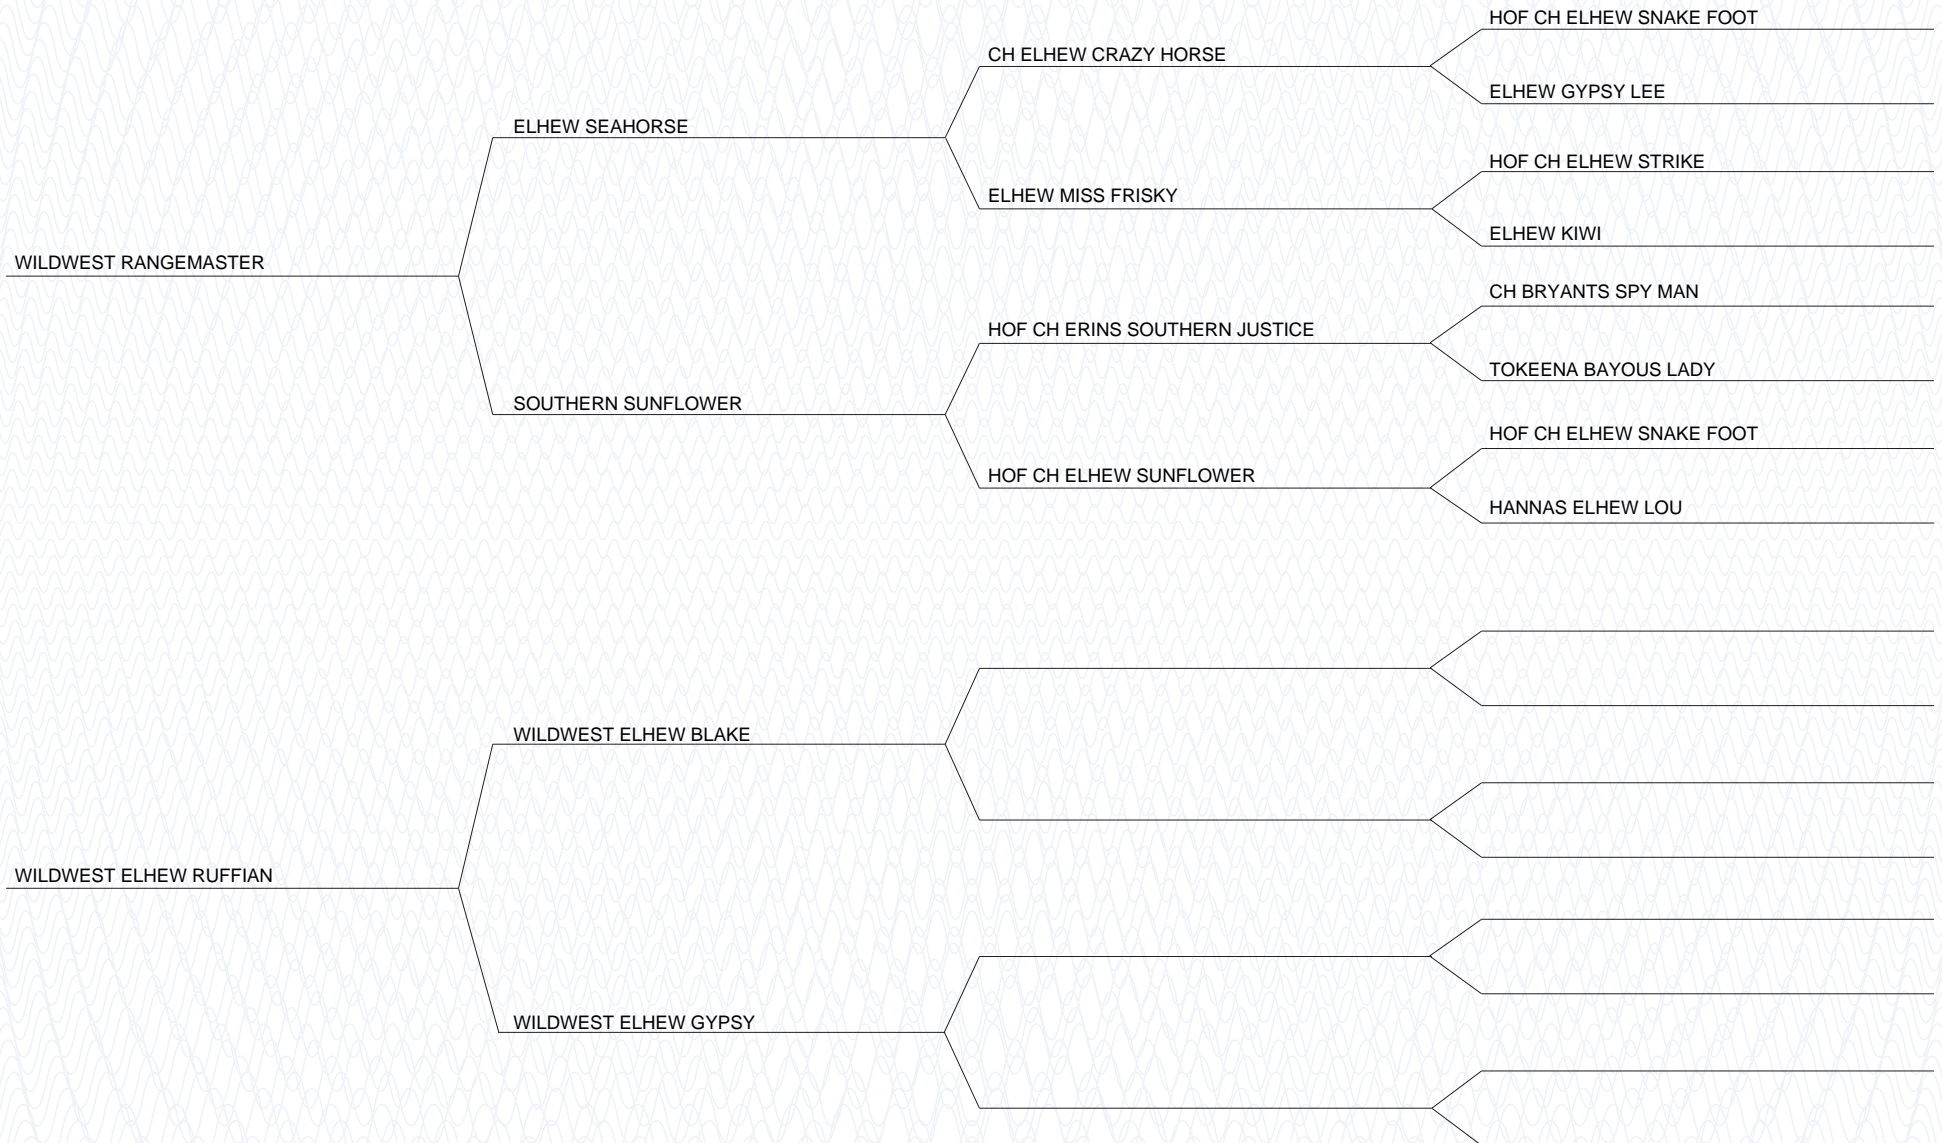 HOF CH ELHEW SNAKE FOOT
CH ELHEW CRAZY HORSE
ELHEW GYPSY LEE
ELHEW SEAHORSE
HOF CH ELHEW STRIKE
ELHEW MISS FRISKY
ELHEW KIWI
WILDWEST RANGEMASTER
CH BRYANTS SPY MAN
HOF CH ERINS SOUTHERN JUSTICE
TOKEENA BAYOUS LADY
SOUTHERN SUNFLOWER
HOF CH ELHEW SNAKE FOOT
HOF CH ELHEW SUNFLOWER
HANNAS ELHEW LOU
WILDWEST ELHEW BLAKE
WILDWEST ELHEW RUFFIAN
WILDWEST ELHEW GYPSY